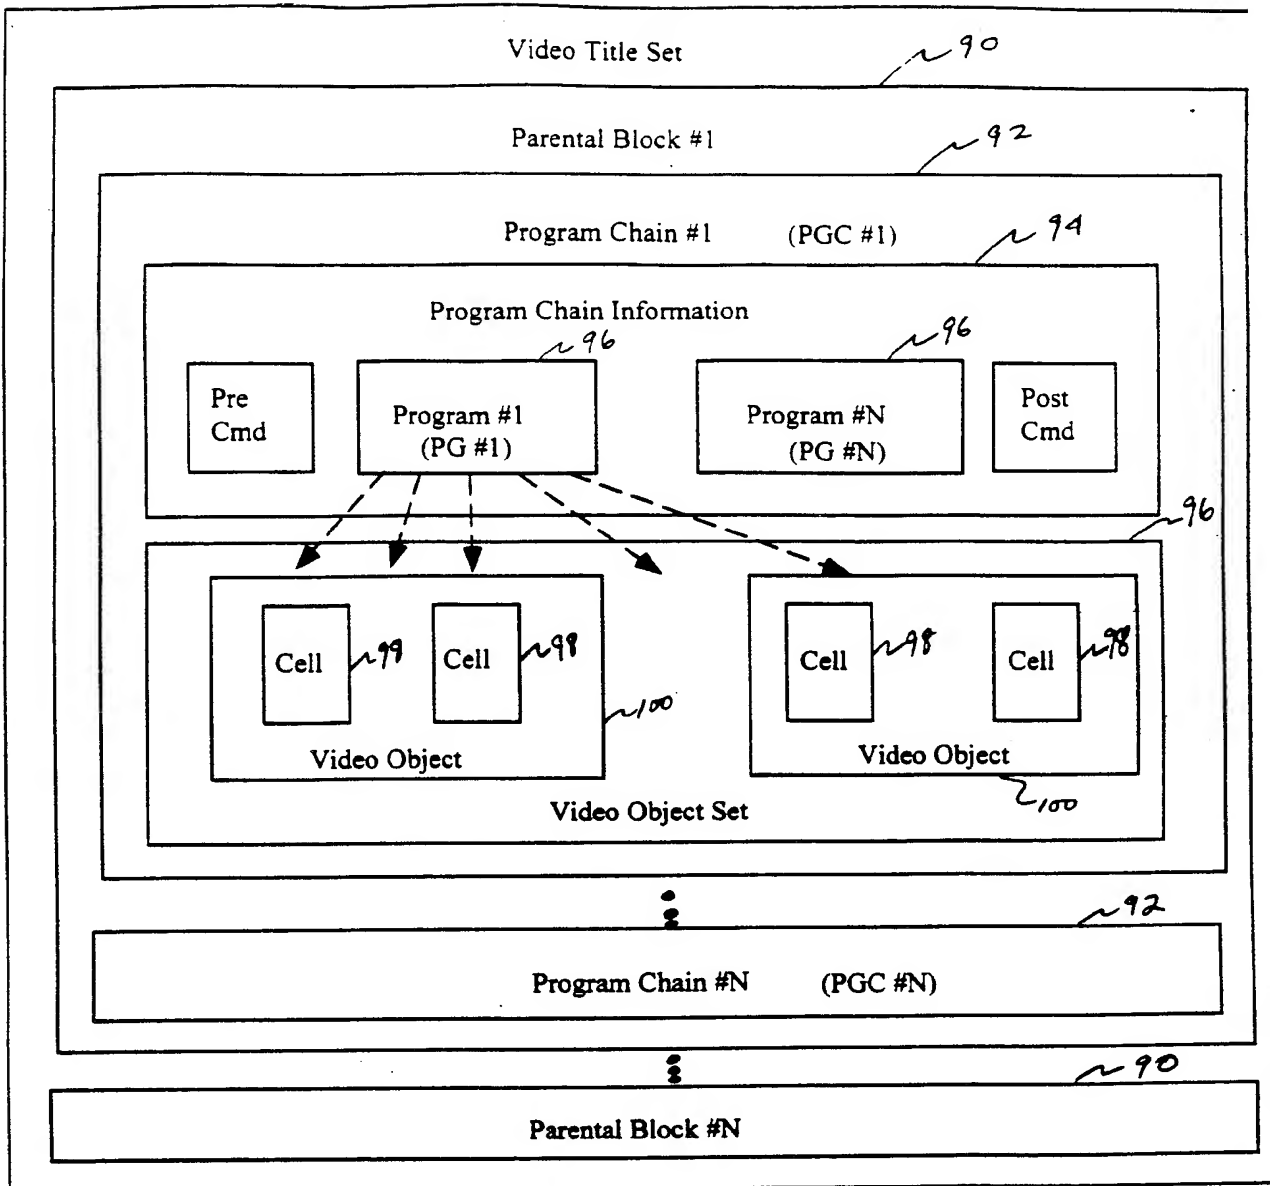 Video Title Set
90
Parental Block #1
92
Program Chain #1 (PGC #1)
94
Program Chain Information
96
96
Pre
Cmd
Program #1
(PG #1)
Program #N
(PG #N)
Post
Cmd
96
Cell
98
Cell
98
Cell
98
Cell
98
100
Video Object
Video Object
100
Video Object Set
92
Program Chain #N (PGC #N)
90
Parental Block #N